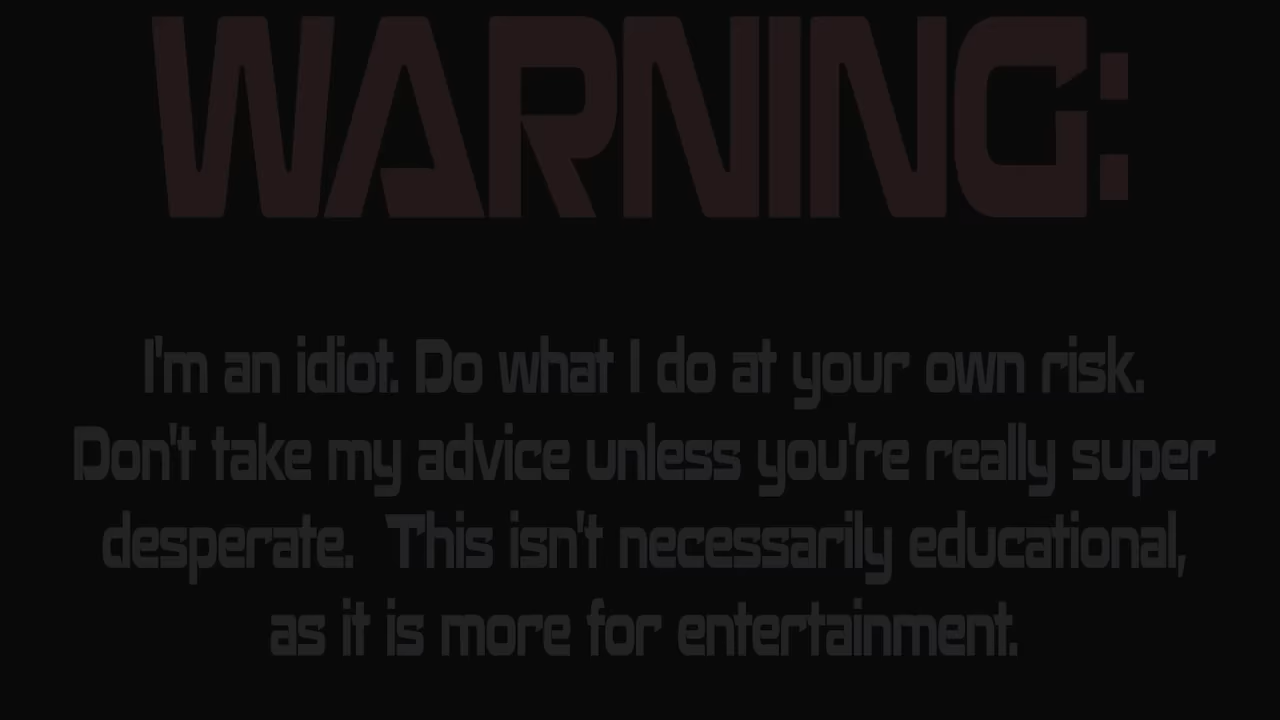 WARNING:
I'm an idiot. Do what I do at your own risk.
Don't take my advice unless you're really super
desperate.  This isn't necessarily educational,
as it is more for entertainment.